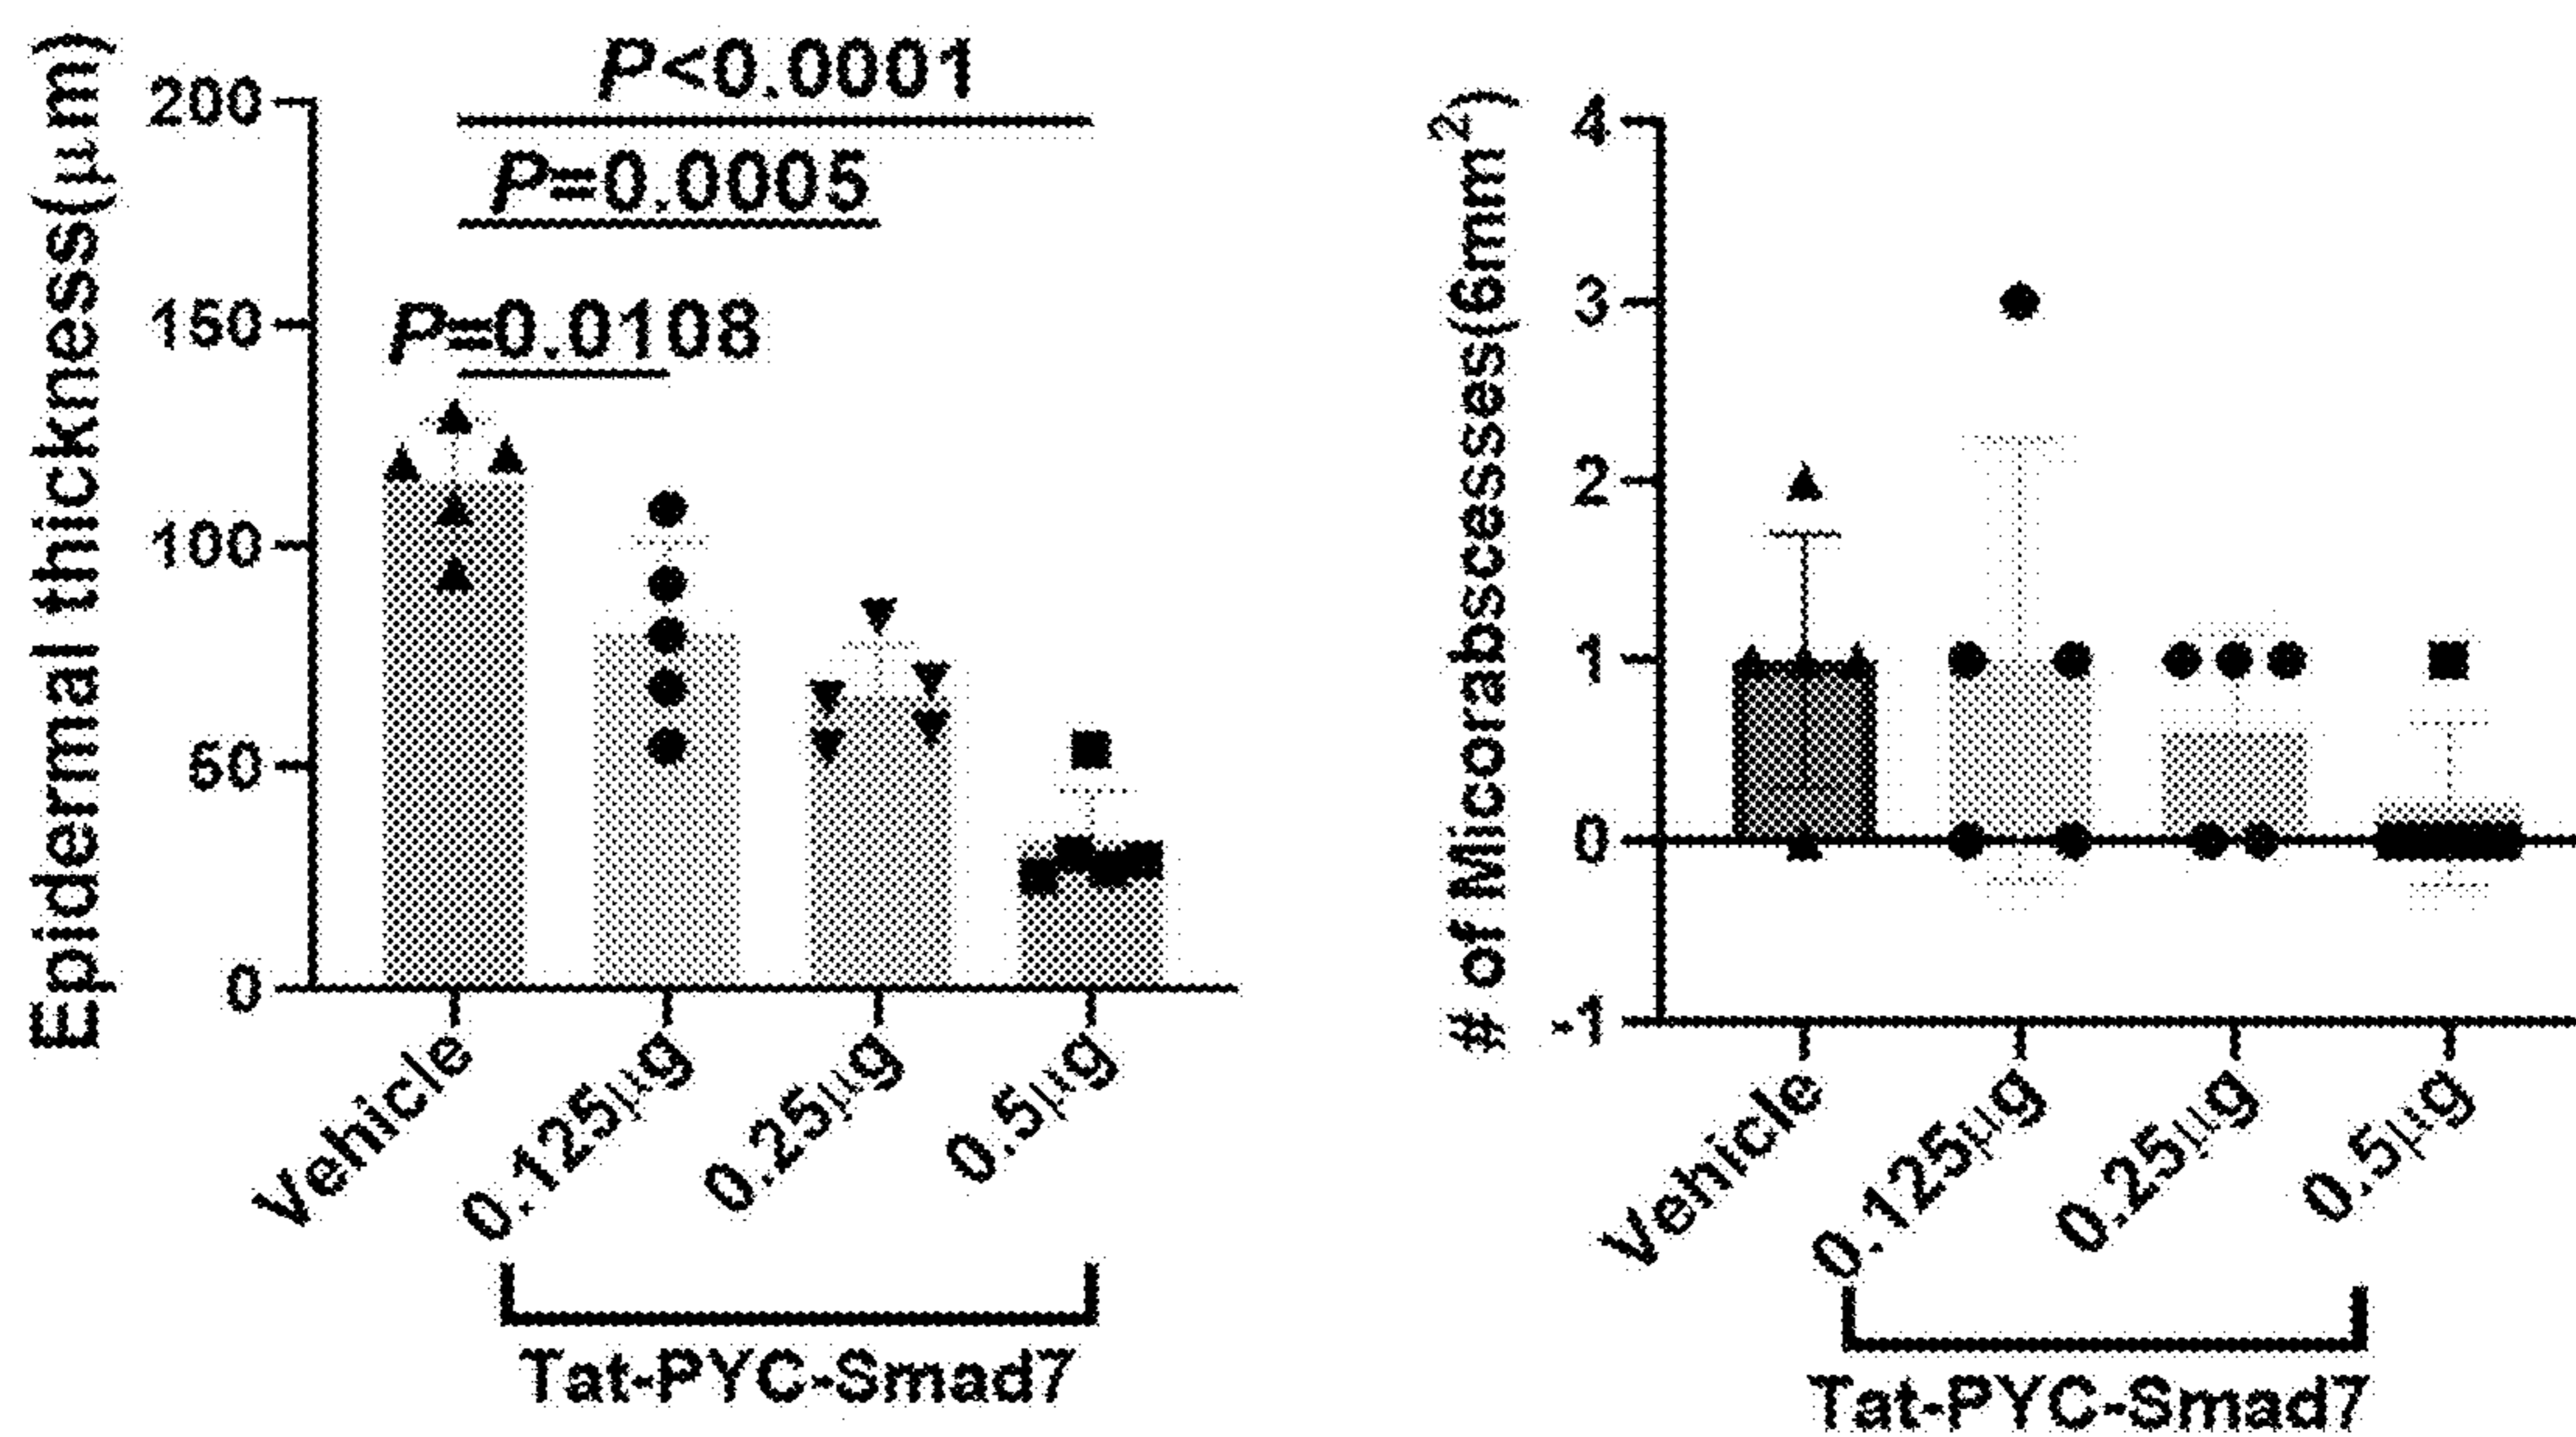 Epidermal thickness(μm)
200
150
100
50
0
P<0.0001
P=0.0005
P=0.0108
Vehicle
0.125μg
0.25μg
0.5μg
Tat-PYC-Smad7
# of Micorabscesses(6mm²)
4
3
2
1
0
-1
Vehicle
0.125μg
0.25μg
0.5μg
Tat-PYC-Smad7